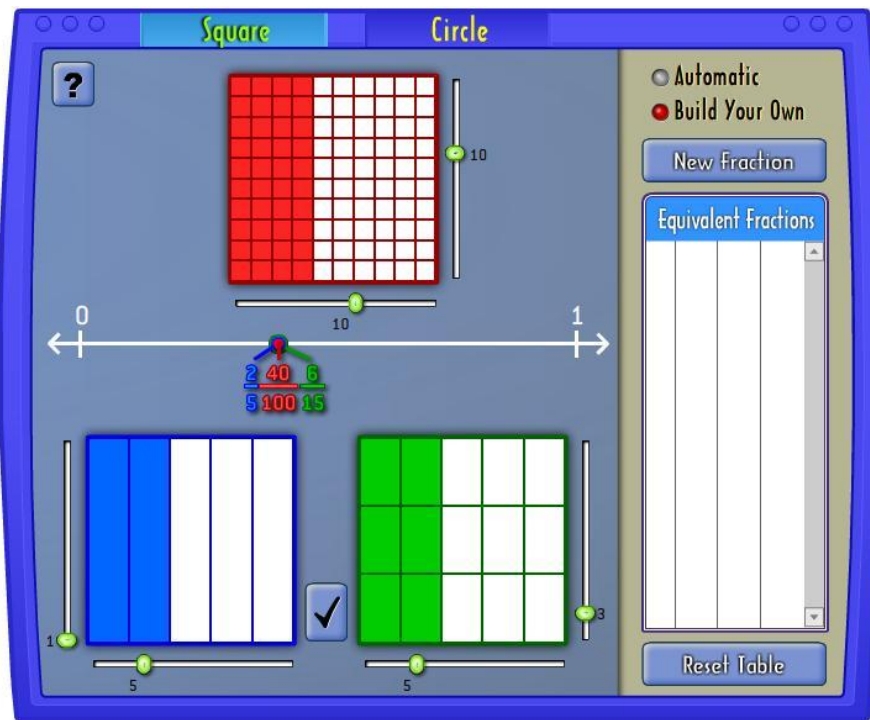 Square Circle
?
Automatic
Build Your Own
10
New Fraction
Equivalent Fractions
10
0 1
2 40 6
5 100 15
1
3
5 5
Reset Table